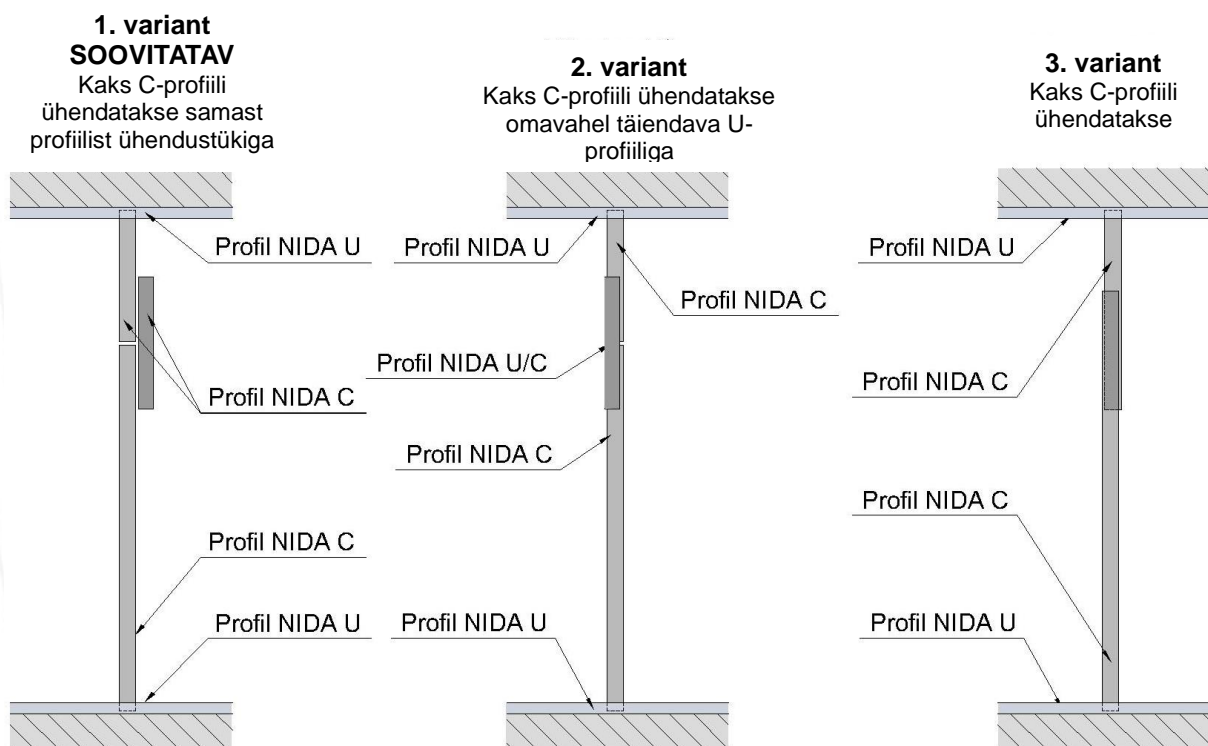 1. variant
SOOVITATAV
Kaks C-profiili
ühendatakse samast
profiilist ühendustükiga
Profil NIDA U
Profil NIDA C
Profil NIDA C
Profil NIDA U
2. variant
Kaks C-profiili ühendatakse
omavahel täiendava U-
profiiliga
Profil NIDA U
Profil NIDA C
Profil NIDA U/C
Profil NIDA C
Profil NIDA U
3. variant
Kaks C-profiili
ühendatakse
Profil NIDA U
Profil NIDA C
Profil NIDA C
Profil NIDA U